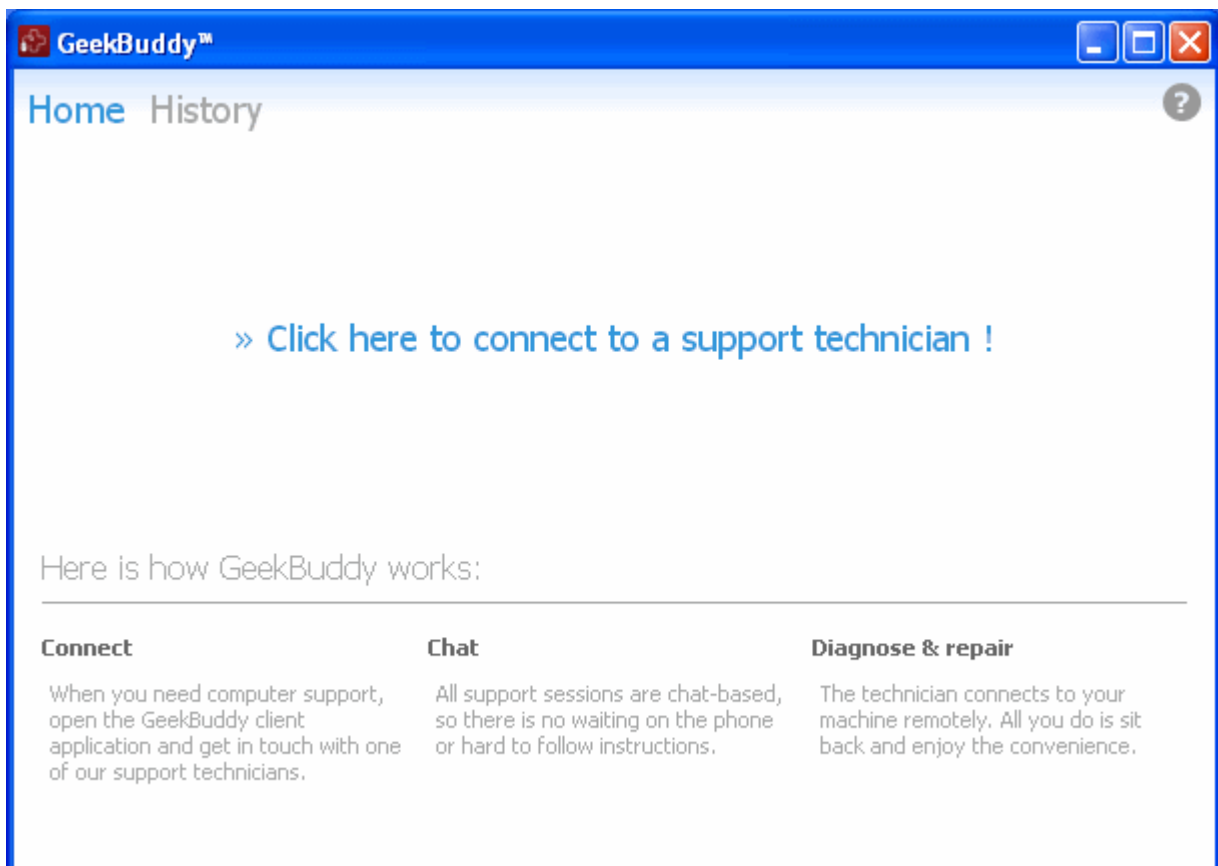 GeekBuddy™
Home History
?
» Click here to connect to a support technician !
Here is how GeekBuddy works:
Connect
When you need computer support,
open the GeekBuddy client
application and get in touch with one
of our support technicians.
Chat
All support sessions are chat-based,
so there is no waiting on the phone
or hard to follow instructions.
Diagnose & repair
The technician connects to your
machine remotely. All you do is sit
back and enjoy the convenience.